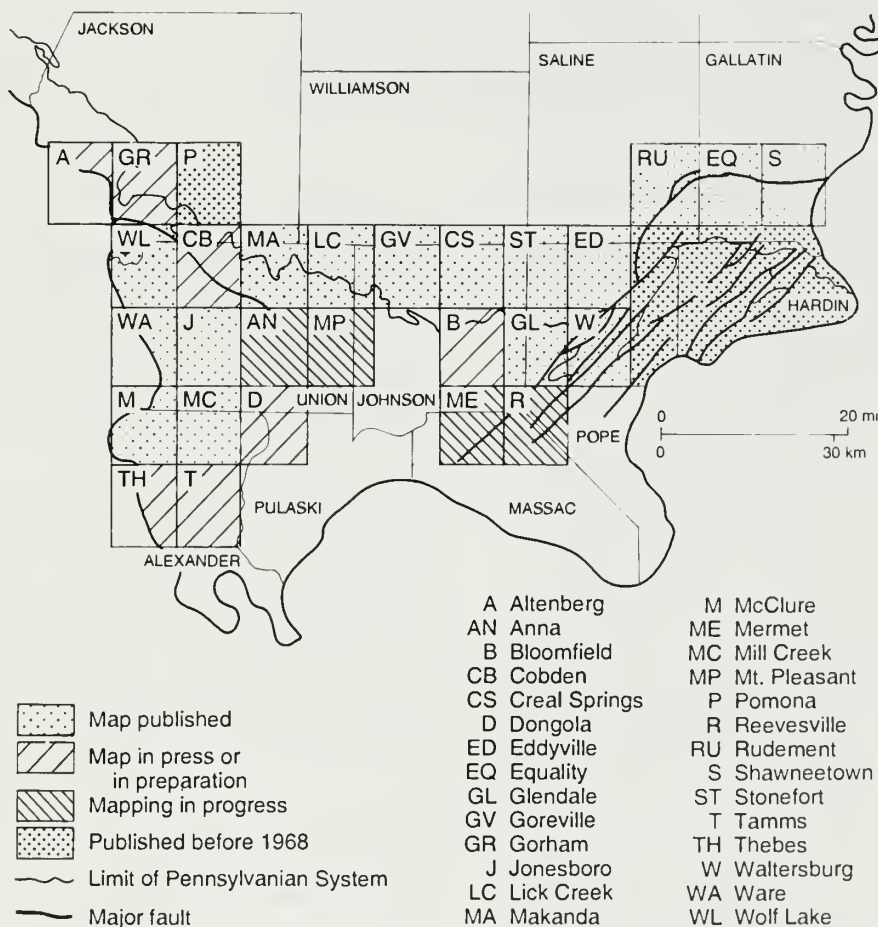 JACKSON
SALINE
GALLATIN
WILLIAMSON
A
GR
P
RU
EQ
S
WL
CB
MA
LC
GV
CS
ST
ED
HARDIN
WA
J
AN
MP
B
GL
W
M
MC
D
UNION
JOHNSON
ME
R
POPE
0 20 mi
0 30 km
TH
T
PULASKI
MASSAC
ALEXANDER
A Altenberg
AN Anna
B Bloomfield
CB Cobden
CS Creal Springs
D Dongola
ED Eddyville
EQ Equality
GL Glendale
GV Goreville
GR Gorham
J Jonesboro
LC Lick Creek
MA Makanda
M McClure
ME Mermet
MC Mill Creek
MP Mt. Pleasant
P Pomona
R Reevesville
RU Rudement
S Shawneetown
ST Stonefort
T Tamms
TH Thebes
W Waltersburg
WA Ware
WL Wolf Lake
Map published
Map in press or
in preparation
Mapping in progress
Published before 1968
Limit of Pennsylvanian System
Major fault